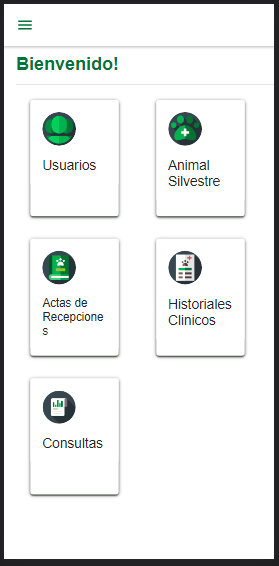 Bienvenido!
Usuarios
Animal
Silvestre
Actas de
Recepcione
s
Historiales
Clinicos
Consultas